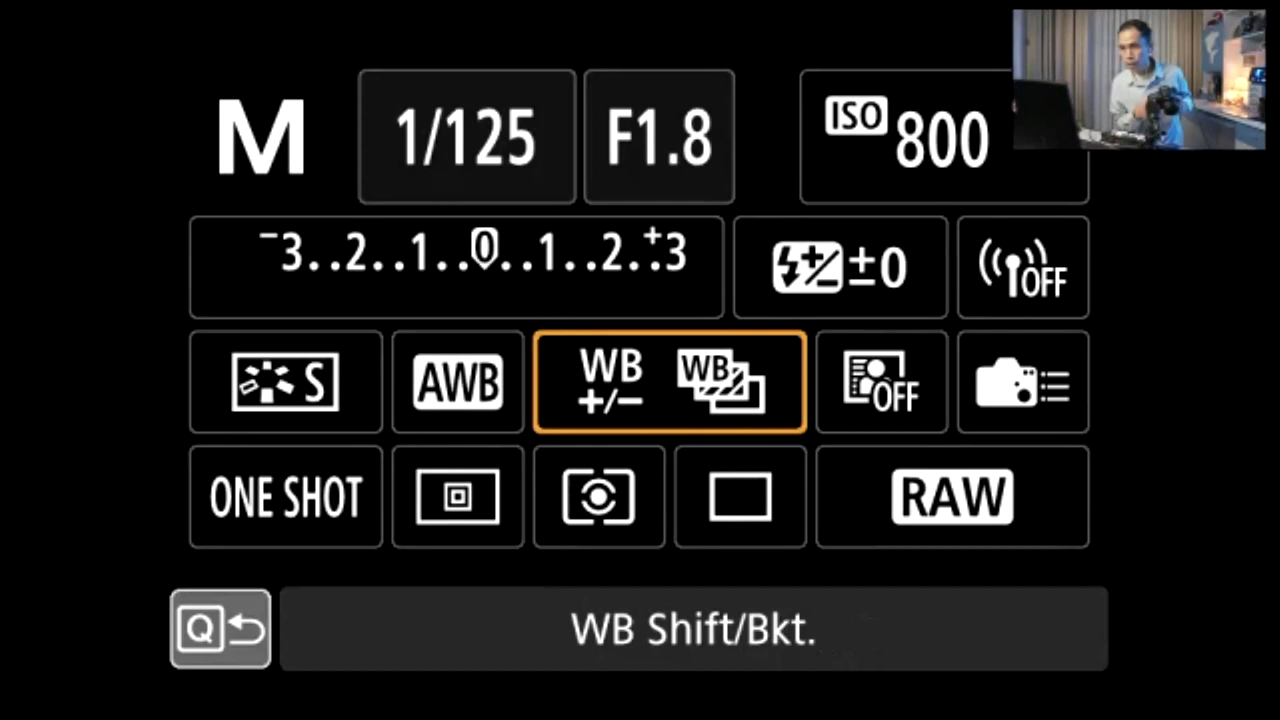 M 1/125 F1.8 ISO 800
-3..2..1..0..1..2..+3 ±0 OFF
S AWB WB +/- WB OFF
ONE SHOT RAW
Q WB Shift/Bkt.